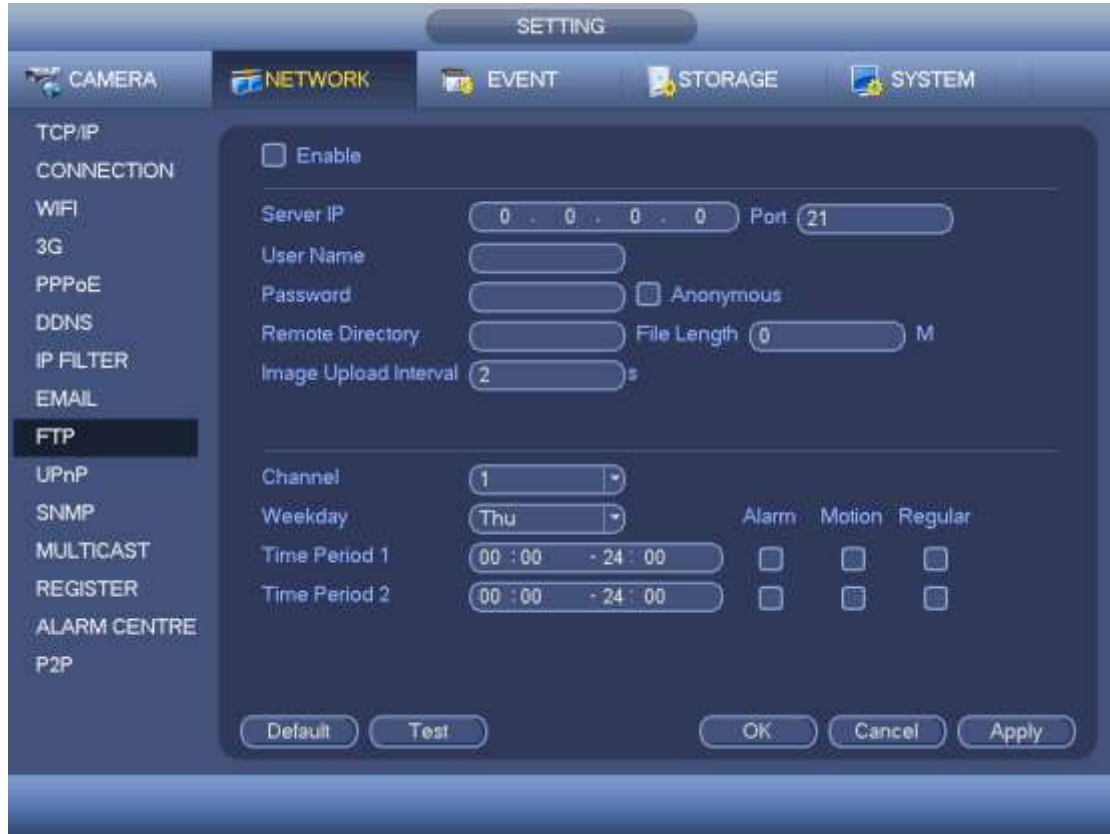 SETTING
CAMERA NETWORK EVENT STORAGE SYSTEM
TCP/IP
CONNECTION
WIFI
3G
PPPoE
DDNS
IP FILTER
EMAIL
FTP
UPnP
SNMP
MULTICAST
REGISTER
ALARM CENTRE
P2P
Enable
Server IP 0 . 0 . 0 . 0 Port 21
User Name
Password Anonymous
Remote Directory File Length 0 M
Image Upload Interval 2 s
Channel 1
Weekday Thu Alarm Motion Regular
Time Period 1 00 : 00 - 24 : 00
Time Period 2 00 : 00 - 24 : 00
Default Test OK Cancel Apply